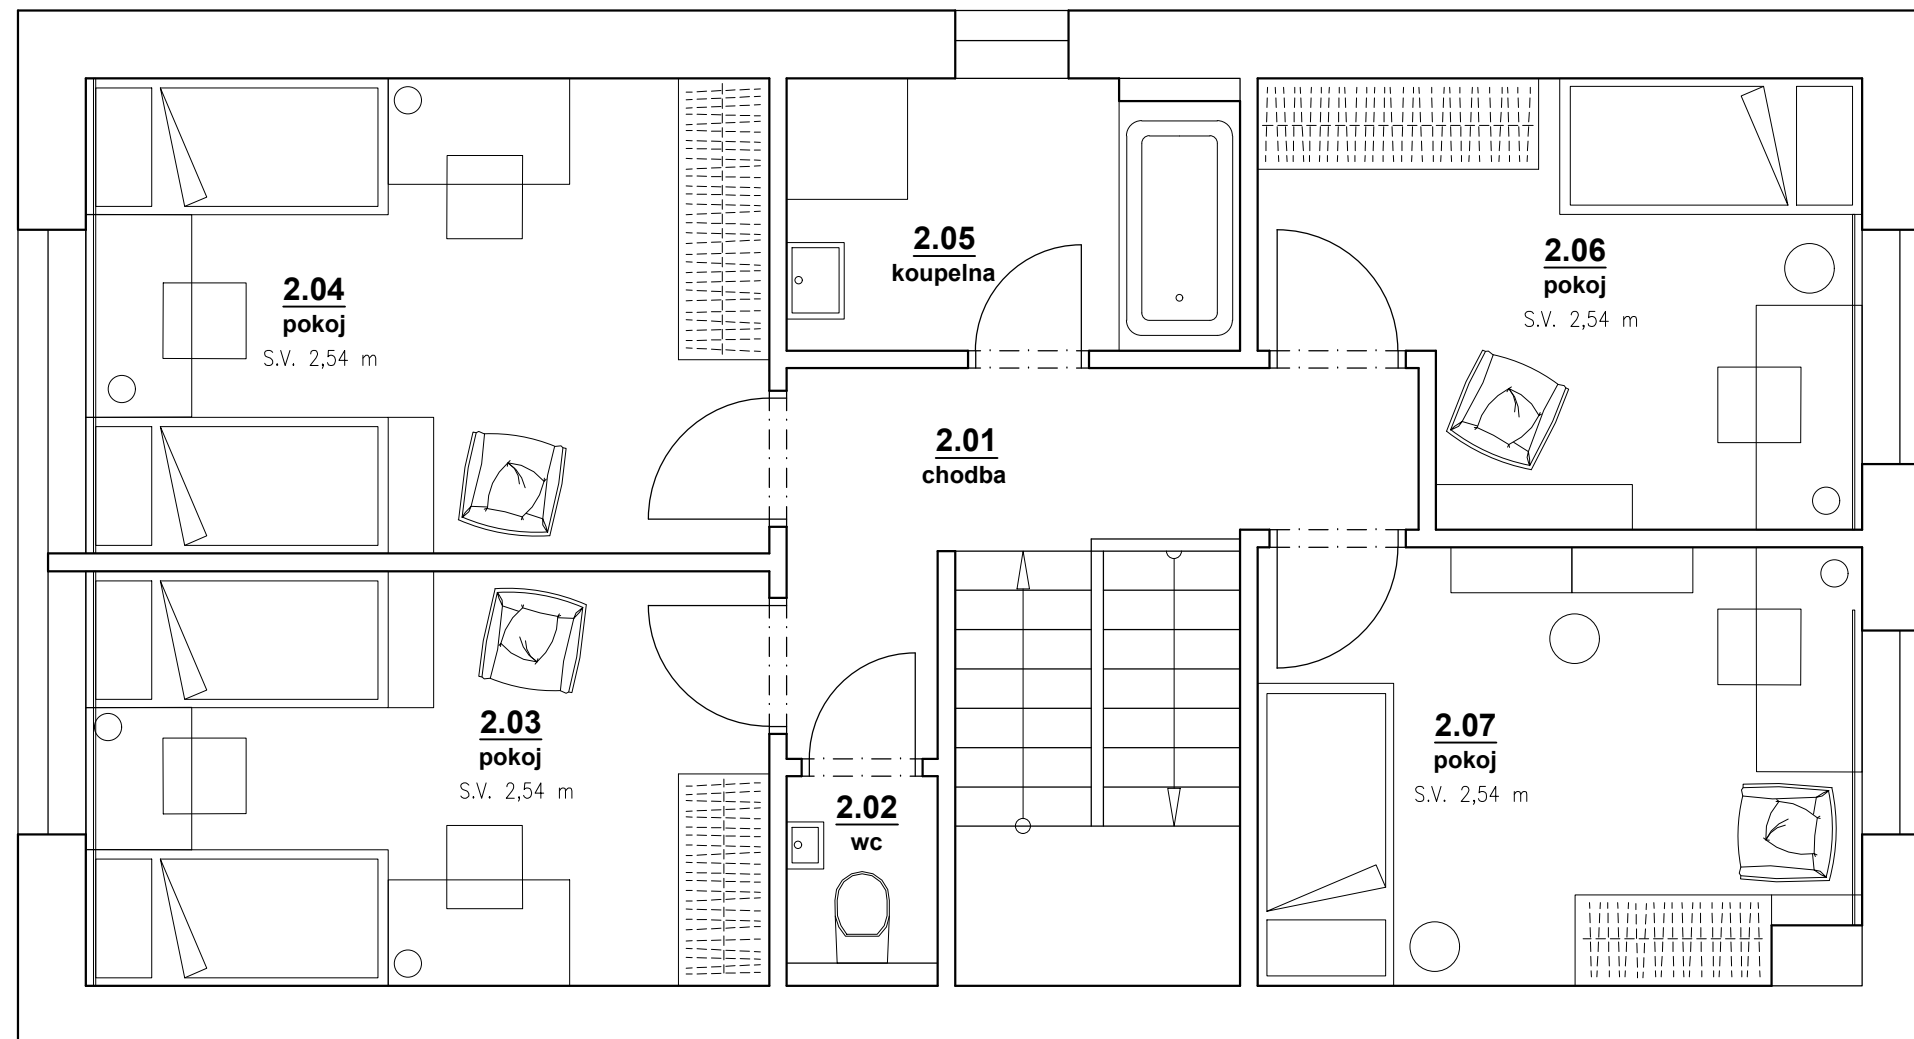 2.05
koupelna
2.06
pokoj
S.V. 2,54 m
2.04
pokoj
S.V. 2,54 m
2.01
chodba
2.03
pokoj
S.V. 2,54 m
2.07
pokoj
S.V. 2,54 m
2.02
wc